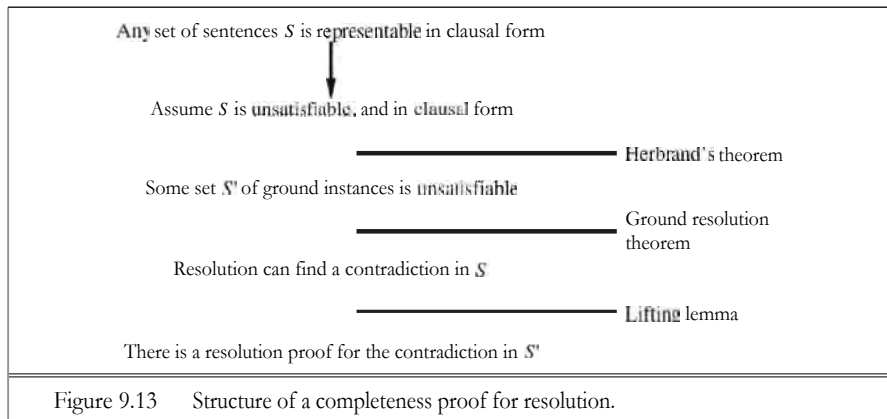 Any set of sentences S is representable in clausal form
Assume S is unsatisfiable, and in clausal form
Herbrand's theorem
Some set S' of ground instances is unsatisfiable
Ground resolution
theorem
Resolution can find a contradiction in S
Lifting lemma
There is a resolution proof for the contradiction in S'
Figure 9.13 Structure of a completeness proof for resolution.